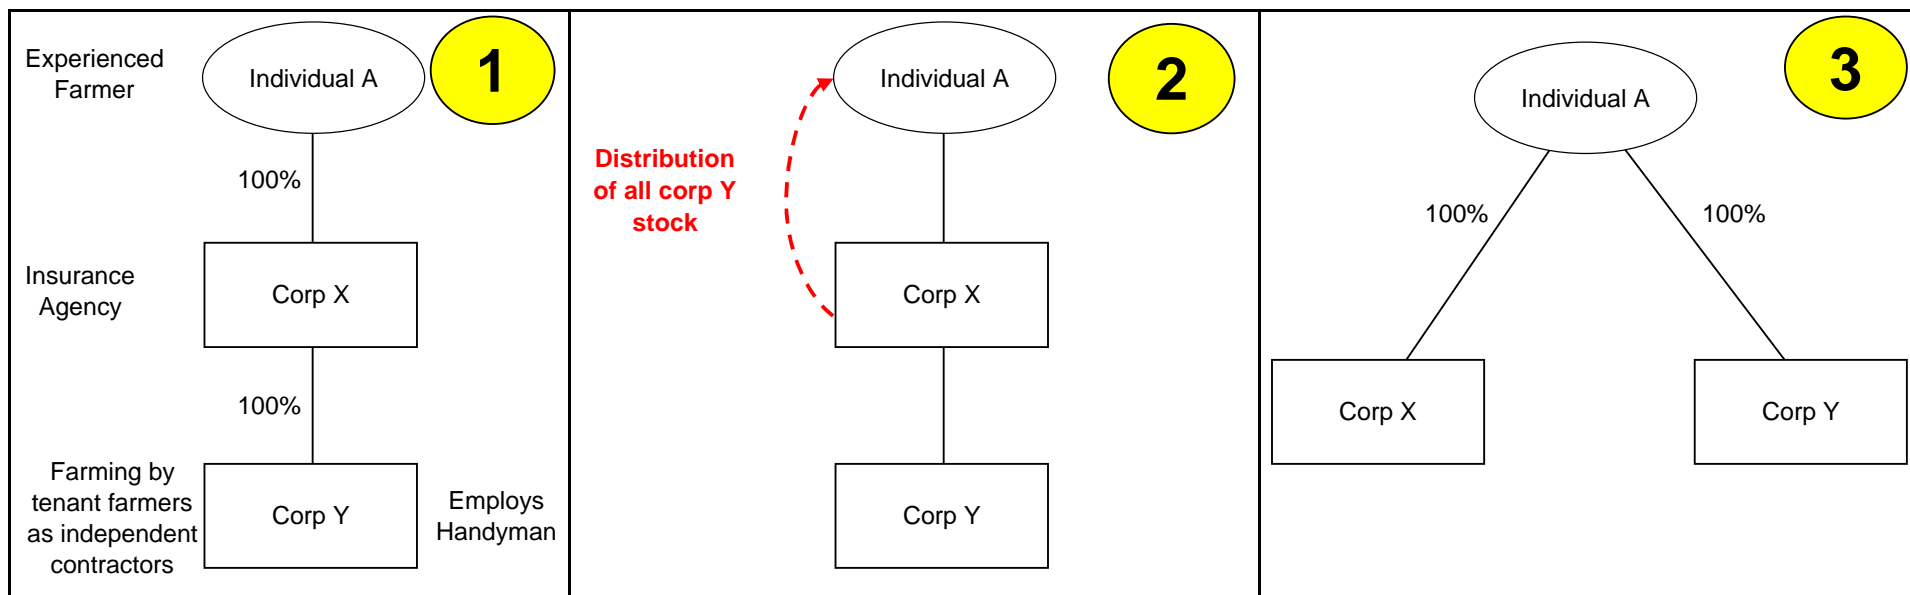 Experienced
Farmer
Individual A
1
100%
Insurance
Agency
Corp X
100%
Farming by
tenant farmers
as independent
contractors
Corp Y
Employs
Handyman
Individual A
2
Distribution
of all corp Y
stock
Corp X
Corp Y
Individual A
3
100%
100%
Corp X
Corp Y